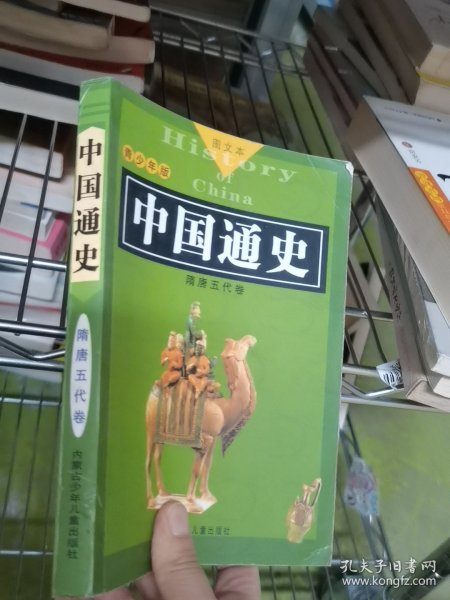 图文本
History
of
China
青少年版
中国通史
隋唐五代卷
儿童出版社
中国通史
隋唐五代卷
内蒙古少年儿童出版社
孔夫子旧书网
www.kongfz.com